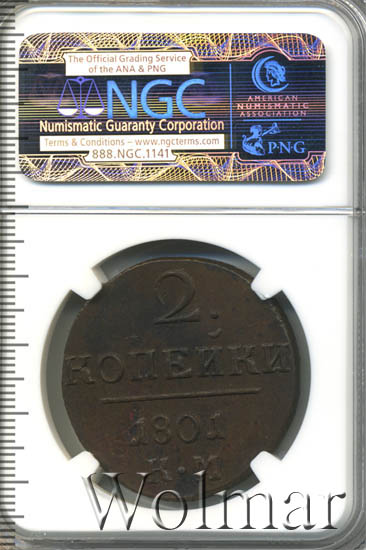 The Official Grading Service
of the ANA & PNG
NGC
Numismatic Guaranty Corporation
Terms & Conditions – www.ngcterms.com
888.NGC.1141
AMERICAN
NUMISMATIC
ASSOCIATION
PNG
2.
КОПЕЙКИ
1801
К·М
Wolmar